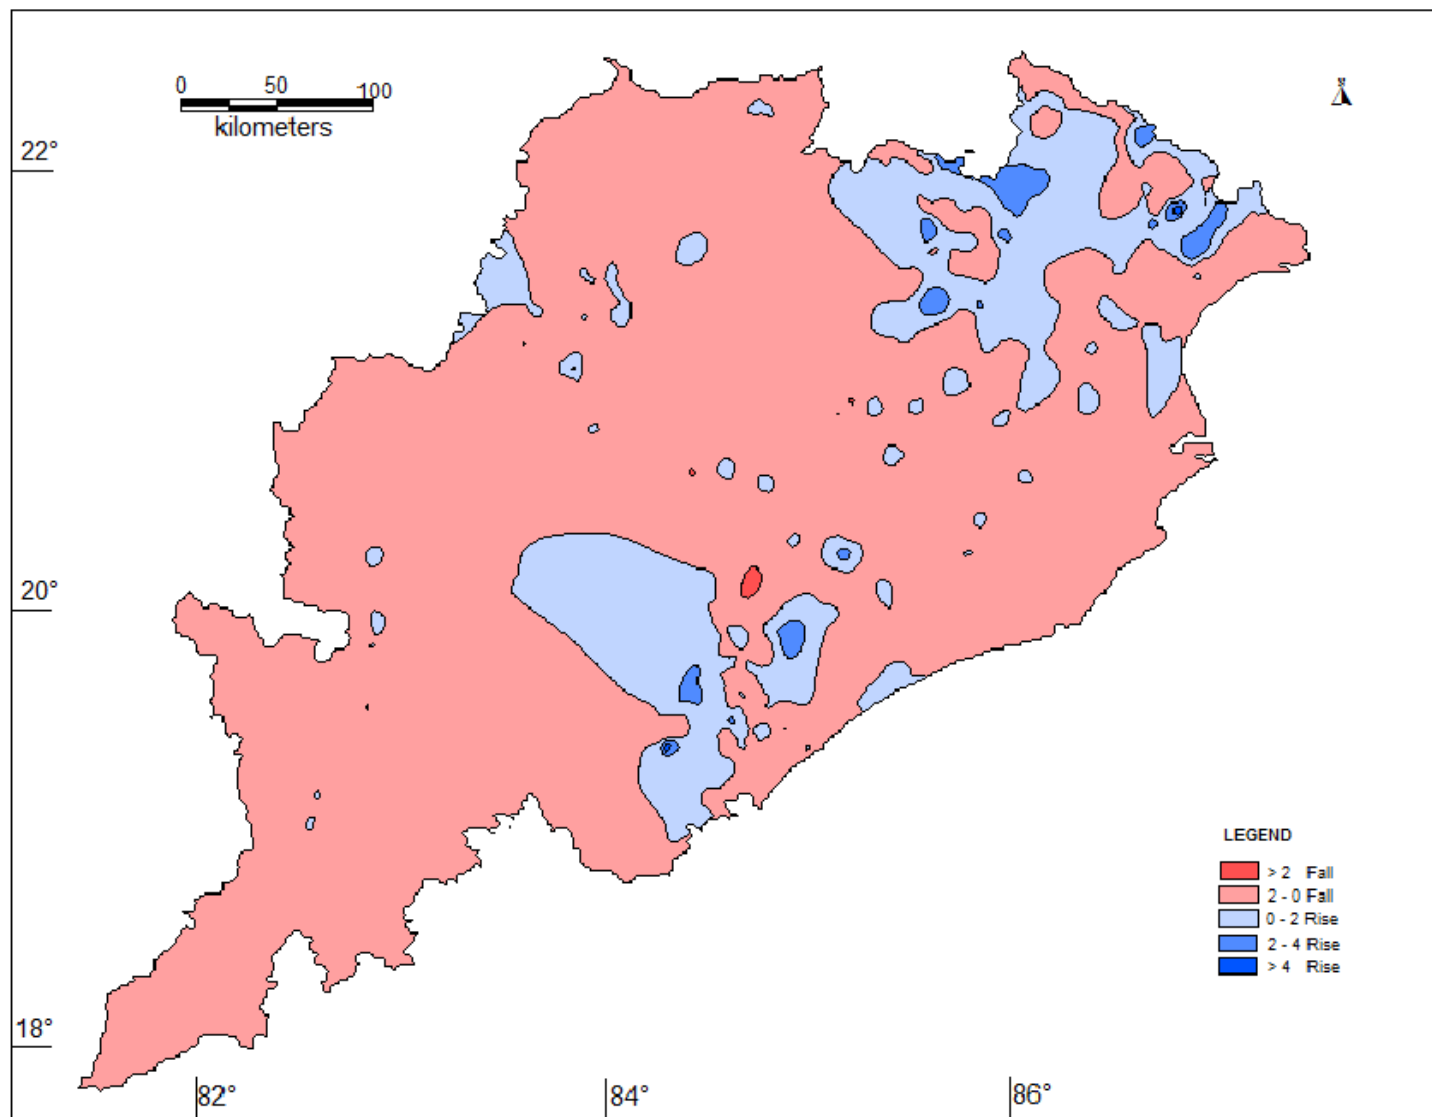 0 50 100
kilometers
N
22°
20°
18°
82° 84° 86°
LEGEND
> 2 Fall
2 - 0 Fall
0 - 2 Rise
2 - 4 Rise
> 4 Rise